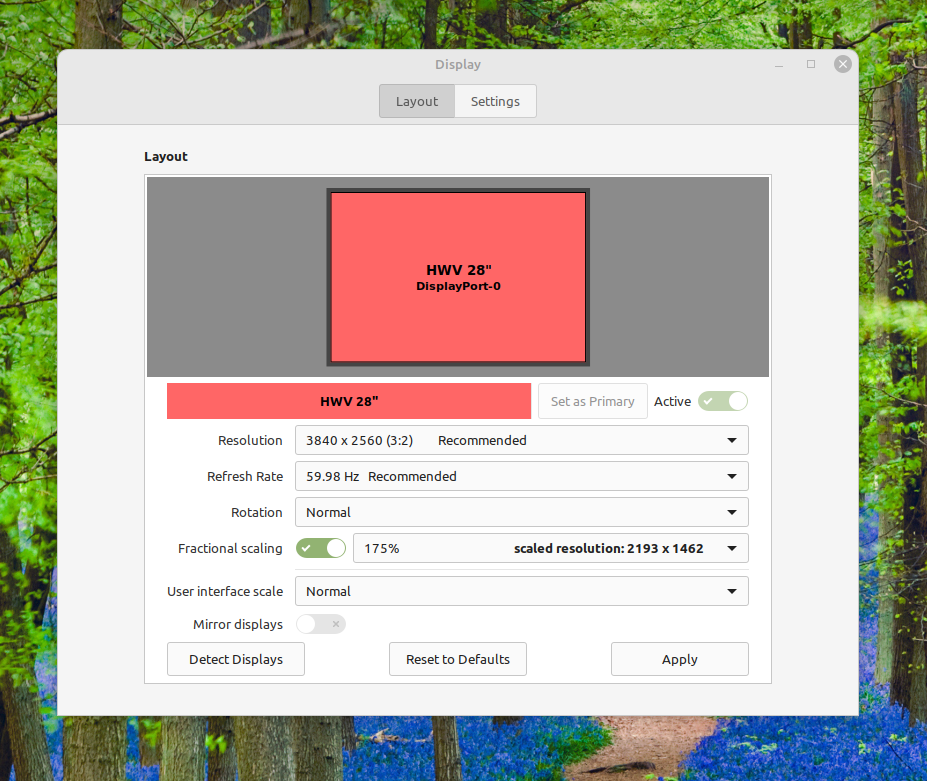 Display
Layout Settings
Layout
HWV 28"
DisplayPort-0
HWV 28" Set as Primary Active
Resolution 3840 x 2560 (3:2) Recommended
Refresh Rate 59.98 Hz Recommended
Rotation Normal
Fractional scaling 175% scaled resolution: 2193 x 1462
User interface scale Normal
Mirror displays
Detect Displays Reset to Defaults Apply